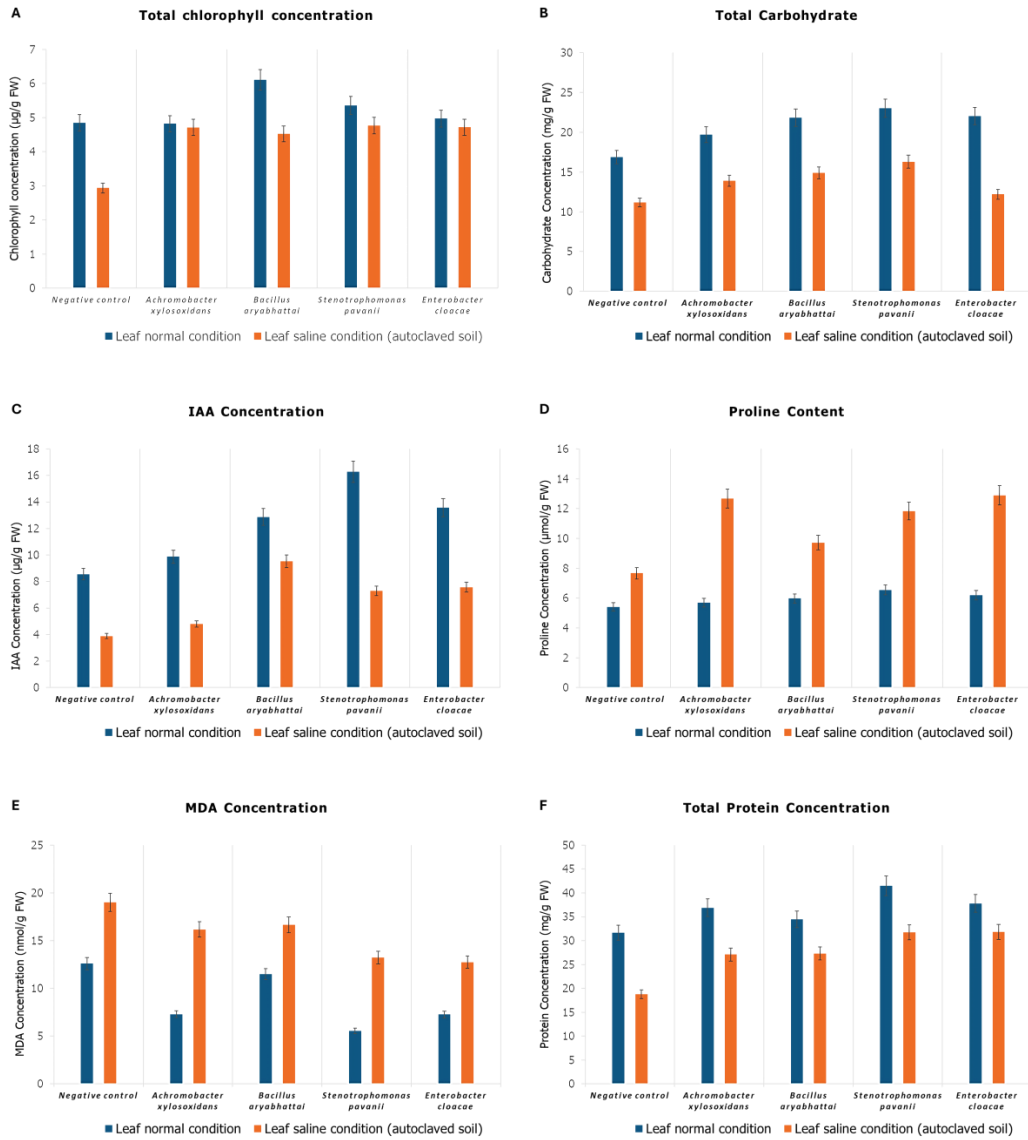 A
Total chlorophyll concentration
Chlorophyll concentration (µg/g FW)
7
6
5
4
3
2
1
0
Negative control
Achromobacter
xylosoxidans
Bacillus
aryabhattai
Stenotrophomonas
pavanii
Enterobacter
cloacae
Leaf normal condition
Leaf saline condition (autoclaved soil)
B
Total Carbohydrate
Carbohydrate Concentration (mg/g FW)
30
25
20
15
10
5
0
Negative control
Achromobacter
xylosoxidans
Bacillus
aryabhattai
Stenotrophomonas
pavanii
Enterobacter
cloacae
Leaf normal condition
Leaf saline condition (autoclaved soil)
C
IAA Concentration
IAA Concentration (µg/g FW)
18
16
14
12
10
8
6
4
2
0
Negative control
Achromobacter
xylosoxidans
Bacillus
aryabhattai
Stenotrophomonas
pavanii
Enterobacter
cloacae
Leaf normal condition
Leaf saline condition (autoclaved soil)
D
Proline Content
Proline Concentration (µmol/g FW)
16
14
12
10
8
6
4
2
0
Negative control
Achromobacter
xylosoxidans
Bacillus
aryabhattai
Stenotrophomonas
pavanii
Enterobacter
cloacae
Leaf normal condition
Leaf saline condition (autoclaved soil)
E
MDA Concentration
MDA Concentration (nmol/g FW)
25
20
15
10
5
0
Negative control
Achromobacter
xylosoxidans
Bacillus
aryabhattai
Stenotrophomonas
pavanii
Enterobacter
cloacae
Leaf normal condition
Leaf saline condition (autoclaved soil)
F
Total Protein Concentration
Protein Concentration (mg/g FW)
50
45
40
35
30
25
20
15
10
5
0
Negative control
Achromobacter
xylosoxidans
Bacillus
aryabhattai
Stenotrophomonas
pavanii
Enterobacter
cloacae
Leaf normal condition
Leaf saline condition (autoclaved soil)